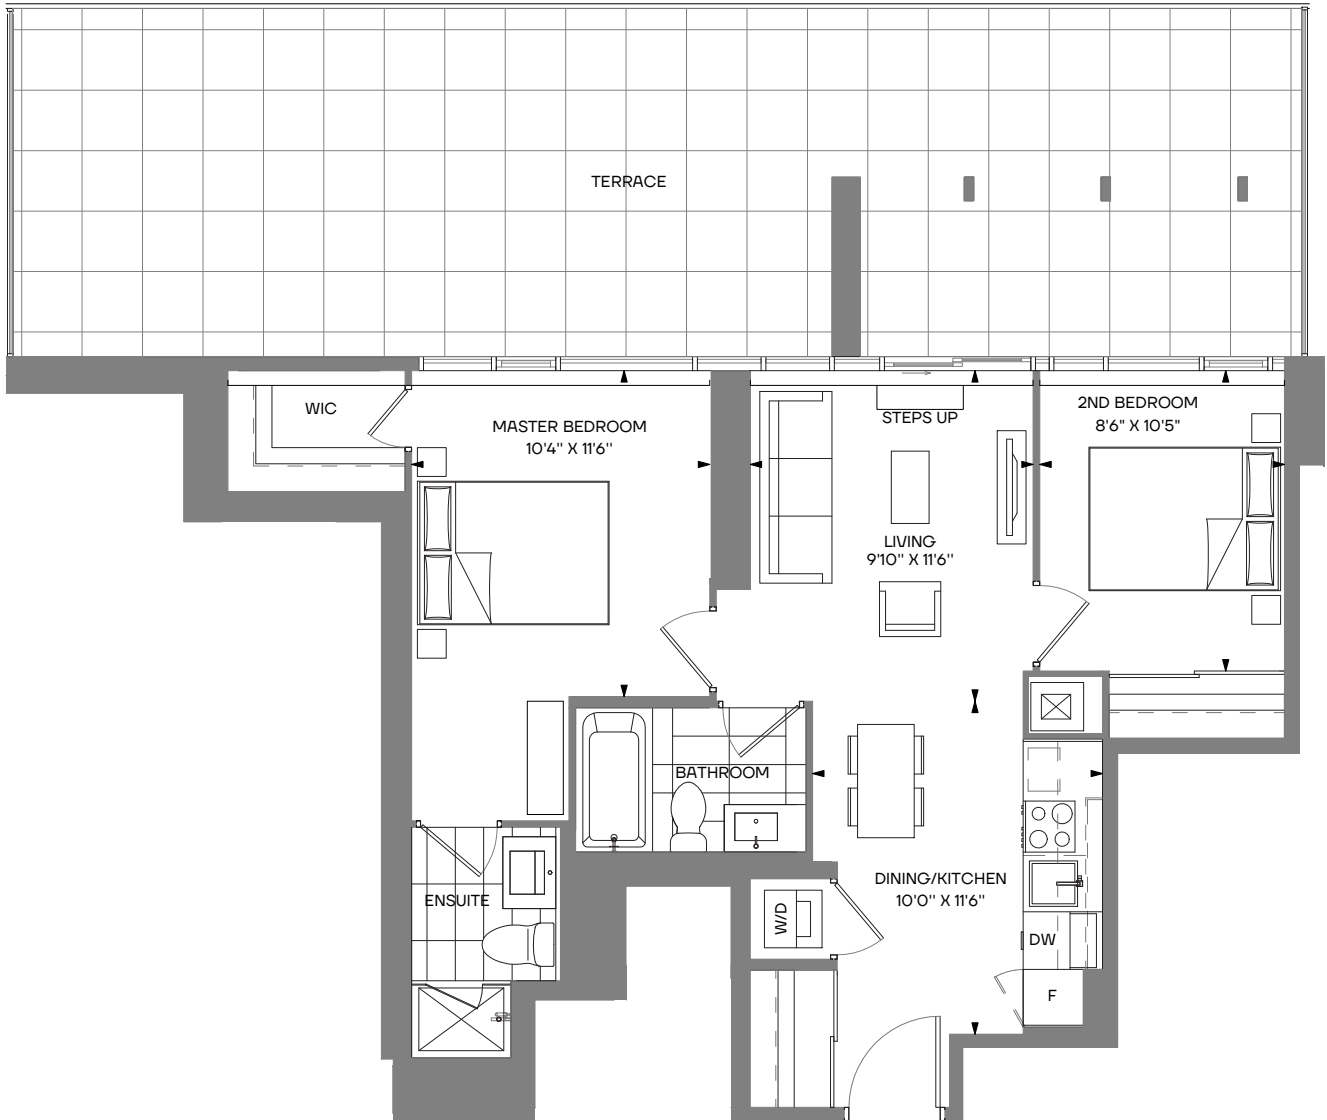 TERRACE
WIC
MASTER BEDROOM
10'4" X 11'6"
STEPS UP
2ND BEDROOM
8'6" X 10'5"
LIVING
9'10" X 11'6"
BATHROOM
ENSUITE
W/D
DINING/KITCHEN
10'0" X 11'6"
DW
F